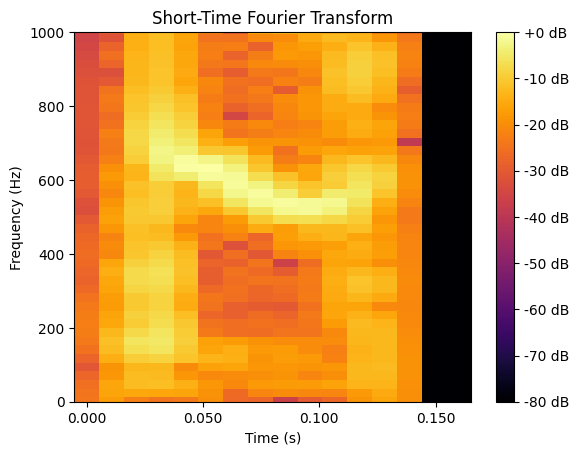 Short-Time Fourier Transform
1000
800
600
400
200
0
Frequency (Hz)
0.000
0.050
0.100
0.150
Time (s)
+0 dB
-10 dB
-20 dB
-30 dB
-40 dB
-50 dB
-60 dB
-70 dB
-80 dB